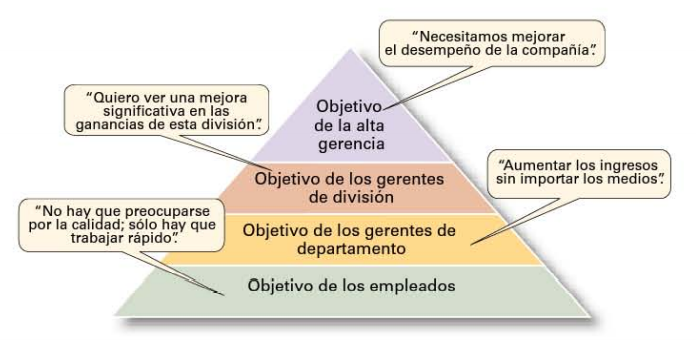 “Necesitamos mejorar
el desempeño de la compañía”.
“Quiero ver una mejora
significativa en las
ganancias de esta división”.
Objetivo
de la alta
gerencia
“Aumentar los ingresos
sin importar los medios”.
Objetivo de los gerentes
de división
“No hay que preocuparse
por la calidad; sólo hay que
trabajar rápido”.
Objetivo de los gerentes de
departamento
Objetivo de los empleados